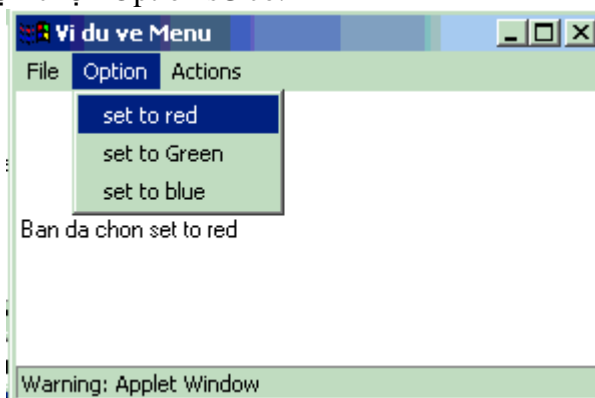 Vi du ve Menu
File Option Actions
set to red
set to Green
set to blue
Ban da chon set to red
Warning: Applet Window